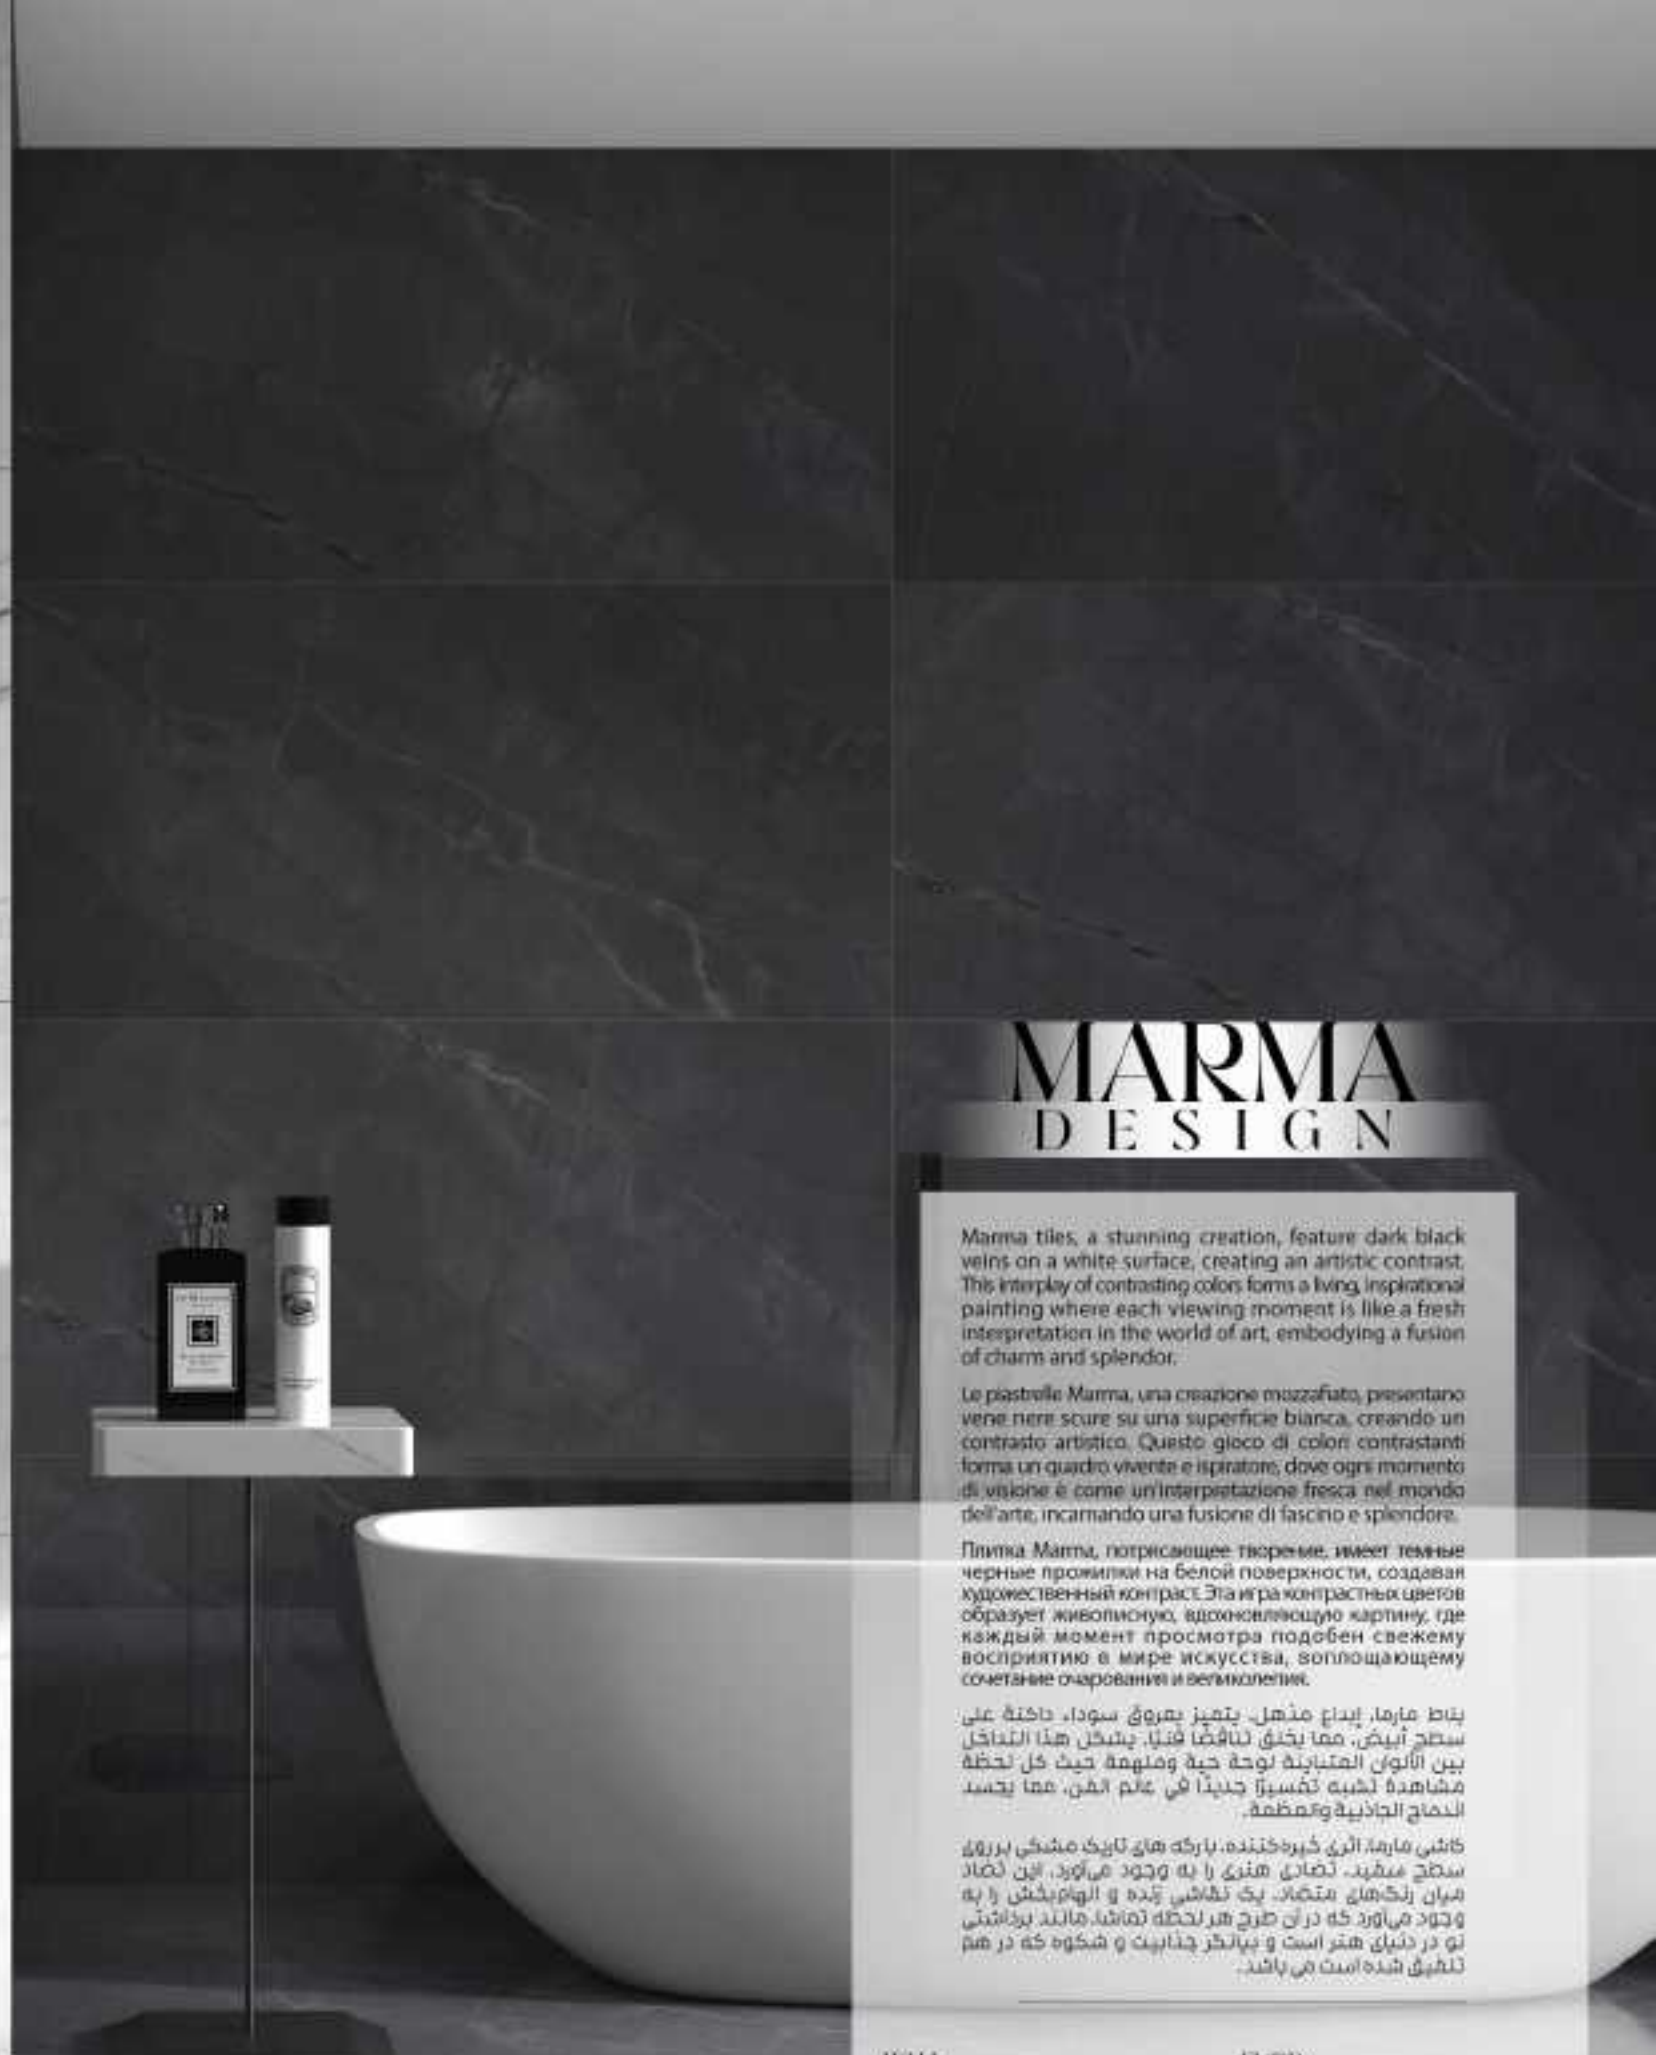 MARMA
DESIGN
Marma tiles, a stunning creation, feature dark black
veins on a white surface, creating an artistic contrast.
This interplay of contrasting colors forms a living, inspirational
painting where each viewing moment is like a fresh
interpretation in the world of art, embodying a fusion
of charm and splendor.
Le piastrelle Marma, una creazione mozzafiato, presentano
vene nere scure su una superficie bianca, creando un
contrasto artistico. Questo gioco di colori contrastanti
forma un quadro vivente e ispiratore, dove ogni momento
di visione è come un'interpretazione fresca nel mondo
dell'arte, incarnando una fusione di fascino e splendore.
Плитка Marma, потрясающее творение, имеет темные
черные прожилки на белой поверхности, создавая
художественный контраст. Эта игра контрастных цветов
образует живописную, вдохновляющую картину, где
каждый момент просмотра подобен свежему
восприятию в мире искусства, воплощающему
сочетание очарования и великолепия.
بلاط مارما، إبداع مذهل، يتميز بعروق سوداء داكنة على
سطح أبيض، مما يخلق تناقضًا فنيًا. يشكل هذا التداخل
بين الألوان المتباينة لوحة حية وملهمة حيث كل لحظة
مشاهدة تشبه تفسيرًا جديدًا في عالم الفن، مما يجسد
اندماج الجاذبية والعظمة.
کاشی مارما، اثری خیره‌کننده، با رگه های تاریک مشکی بر روی
سطح سفید، تضادی هنری را به وجود می‌آورد. این تضاد
میان رنگ‌های متضاد، یک نقاشی زنده و الهام‌بخش را به
وجود می‌آورد که در آن طرح هر لحظه تماشا، مانند برداشتی
نو در دنیای هنر است و بیانگر جذابیت و شکوه که در هم
تلفیق شده است می باشد.